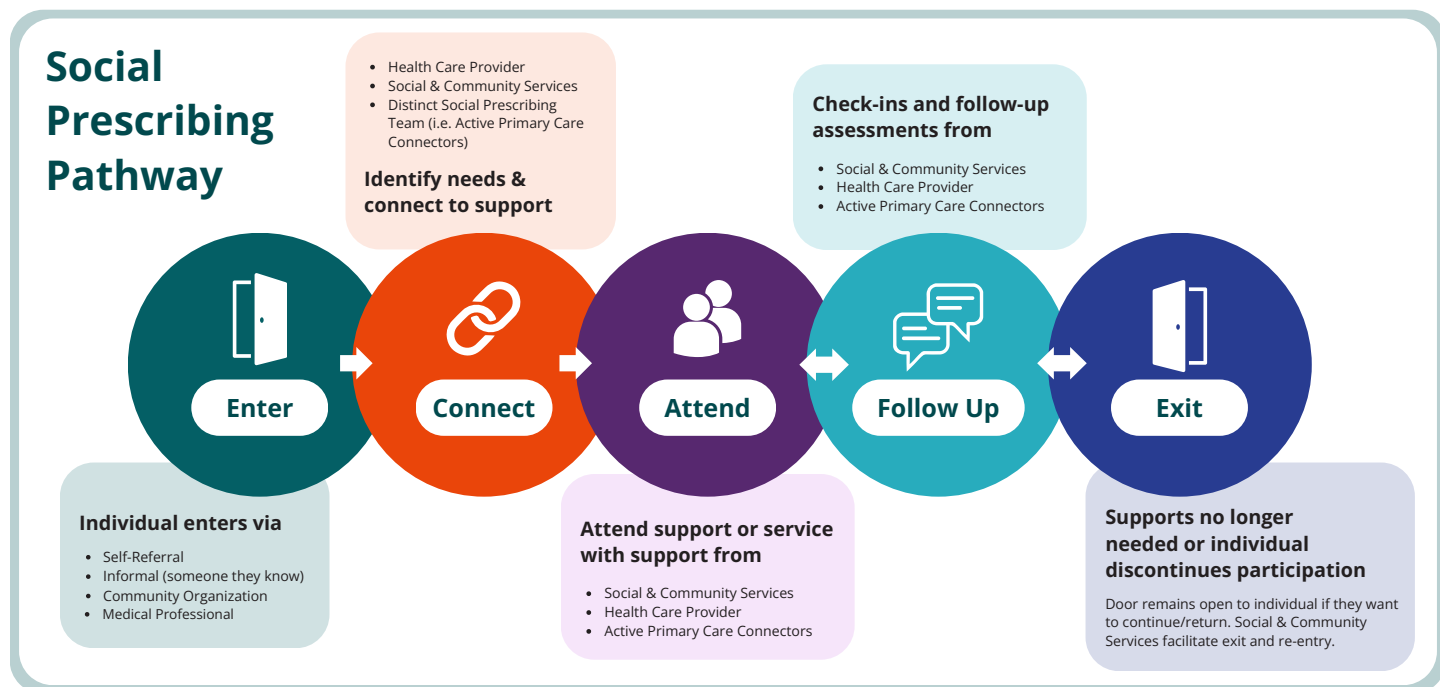 Social
Prescribing
Pathway
• Health Care Provider
• Social & Community Services
• Distinct Social Prescribing
Team (i.e. Active Primary Care
Connectors)
Identify needs &
connect to support
Check-ins and follow-up
assessments from
• Social & Community Services
• Health Care Provider
• Active Primary Care Connectors
Enter
Connect
Attend
Follow Up
Exit
Individual enters via
• Self-Referral
• Informal (someone they know)
• Community Organization
• Medical Professional
Attend support or service
with support from
• Social & Community Services
• Health Care Provider
• Active Primary Care Connectors
Supports no longer
needed or individual
discontinues participation
Door remains open to individual if they want
to continue/return. Social & Community
Services facilitate exit and re-entry.